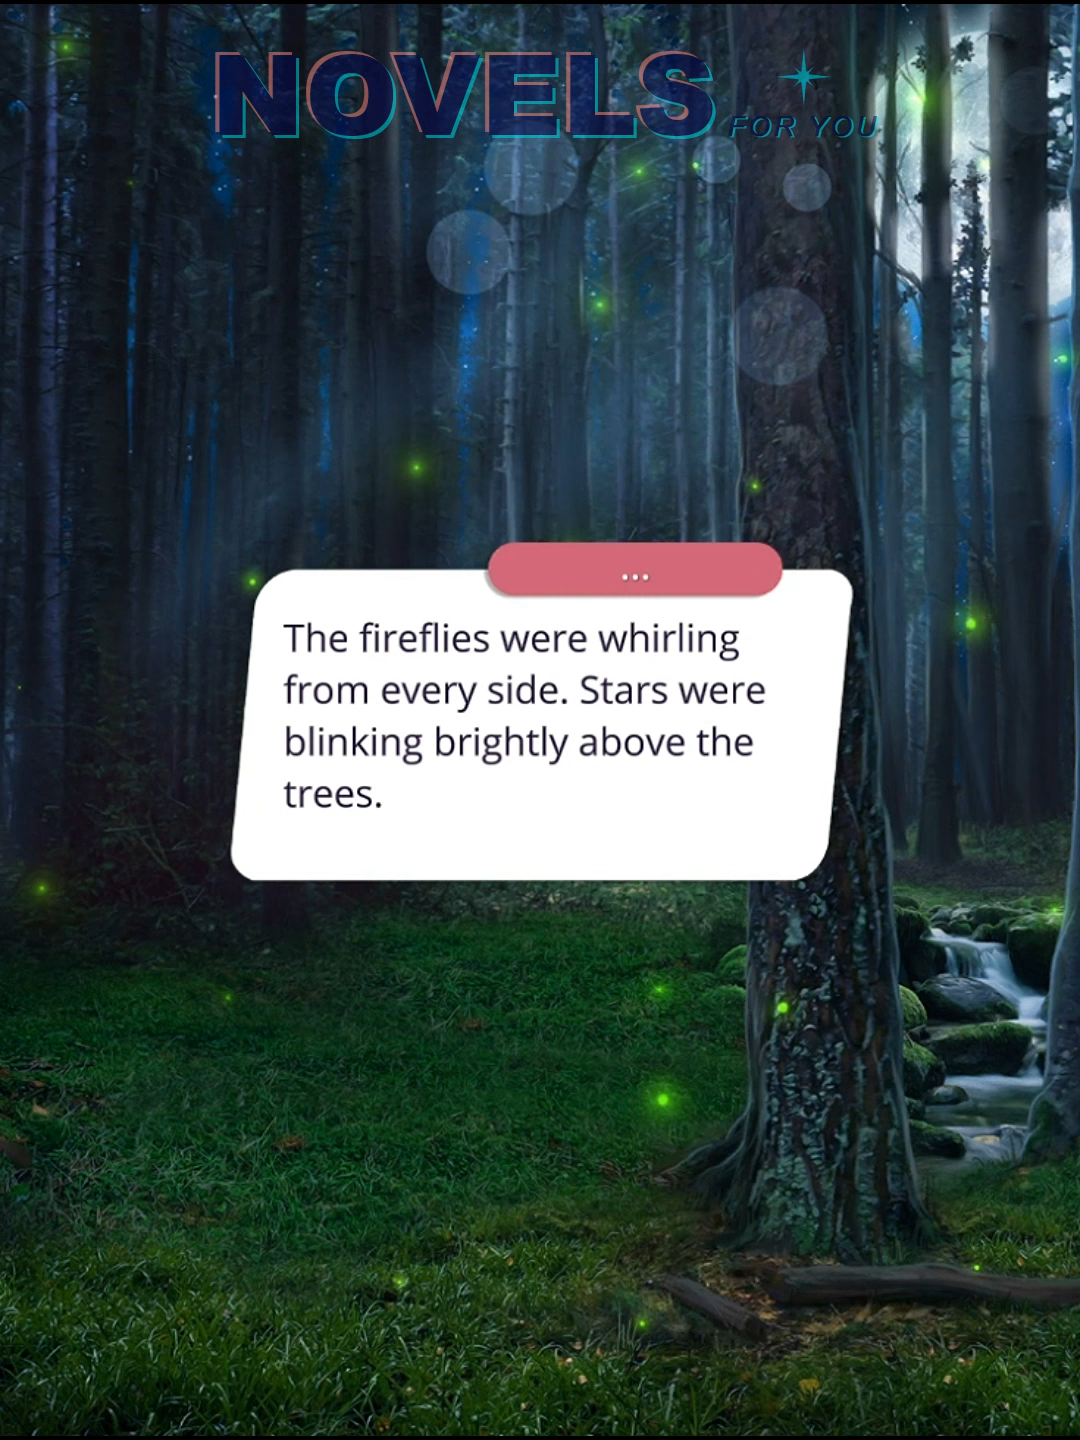 NOVELS
FOR YOU
...
The fireflies were whirling
from every side. Stars were
blinking brightly above the
trees.